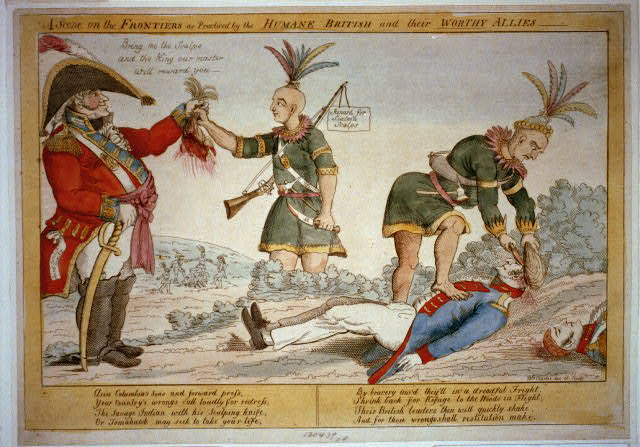 A Scene on the FRONTIERS as Practiced by the HUMANE BRITISH and their WORTHY ALLIES
Bring me the Scalps
and the King our master
will reward you
Reward for
Sixteen
Scalps
Arise Columbia's Sons and forward press,
Your Country's wrongs call loudly for redress;
The Savage Indian with his Scalping knife,
Or Tomahawk may seek to take your life;
By bravery aw'd they'll in a dreadful Fright,
Shrink back for Refuge to the Woods in Flight;
Their British leaders then will quickly shake,
And for those wrongs shall restitution make.